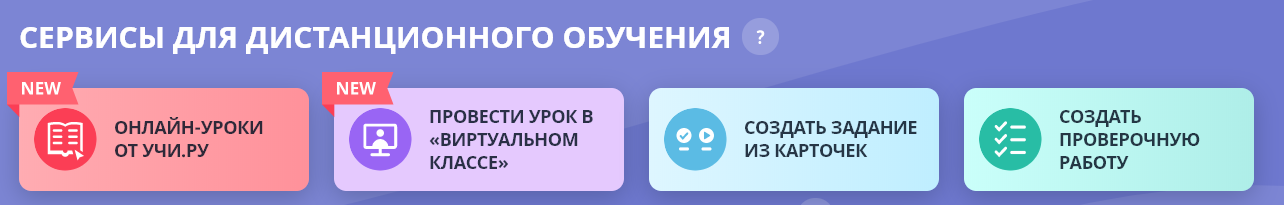 СЕРВИСЫ ДЛЯ ДИСТАНЦИОННОГО ОБУЧЕНИЯ ?
NEW
ОНЛАЙН-УРОКИ
ОТ УЧИ.РУ
NEW
ПРОВЕСТИ УРОК В
«ВИРТУАЛЬНОМ
КЛАССЕ»
СОЗДАТЬ ЗАДАНИЕ
ИЗ КАРТОЧЕК
СОЗДАТЬ
ПРОВЕРОЧНУЮ
РАБОТУ